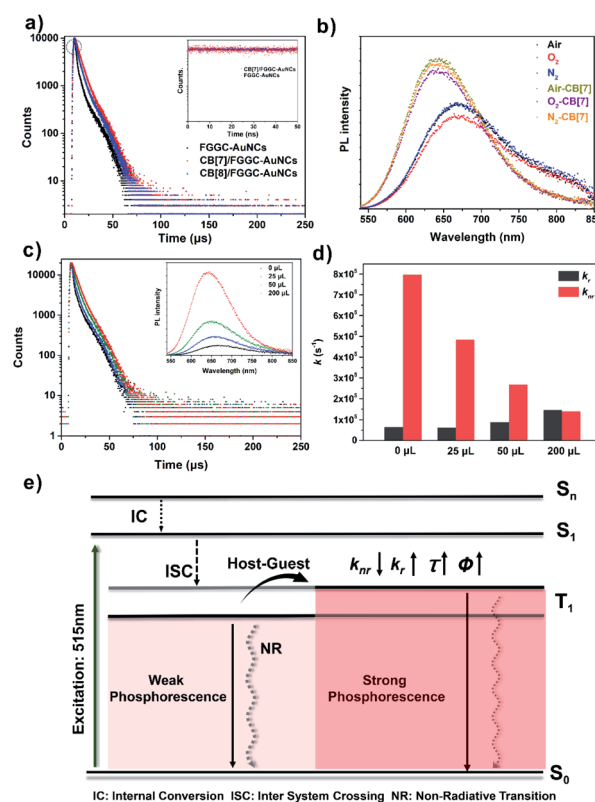 a)
10000
1000
100
10
1
Counts
0 50 100 150 200 250
Time (µs)
FGGC-AuNCs
CB[7]/FGGC-AuNCs
CB[8]/FGGC-AuNCs
Counts
CB[7]/FGGC-AuNCs
FGGC-AuNCs
0 10 20 30 40 50
Time (ns)
b)
PL intensity
Air
O2
N2
Air-CB[7]
O2-CB[7]
N2-CB[7]
550 600 650 700 750 800 850
Wavelength (nm)
c)
10000
1000
100
10
1
Counts
0 50 100 150 200 250
Time (µs)
0 µL
25 µL
50 µL
200 µL
PL intensity
550 600 650 700 750 800 850
Wavelength (nm)
d)
kr
knr
8x10⁵
7x10⁵
6x10⁵
5x10⁵
4x10⁵
3x10⁵
2x10⁵
1x10⁵
0
k (s⁻¹)
0 µL 25 µL 50 µL 200 µL
e)
Sn
IC
S1
ISC
Host-Guest
knr↓ kr↑ τ↑ Φ↑
T1
NR
Weak
Phosphorescence
Strong
Phosphorescence
Excitation: 515nm
S0
IC: Internal Conversion ISC: Inter System Crossing NR: Non-Radiative Transition